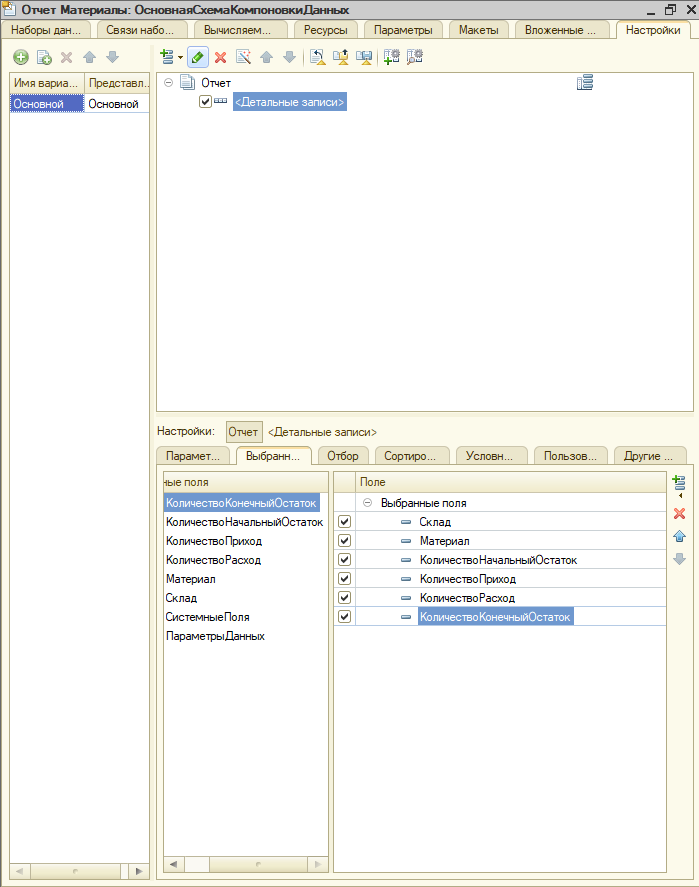 Отчет Материалы: ОсновнаяСхемаКомпоновкиДанных
Наборы дан... Связи набо... Вычисляем... Ресурсы Параметры Макеты Вложенные ... Настройки
Имя вариа... Представл...
Основной Основной
Отчет
<Детальные записи>
Настройки: Отчет <Детальные записи>
Парамет... Выбранн... Отбор Сортиро... Условн... Пользов... Другие ...
ные поля
КоличествоКонечныйОстаток
КоличествоНачальныйОстаток
КоличествоПриход
КоличествоРасход
Материал
Склад
СистемныеПоля
ПараметрыДанных
Поле
Выбранные поля
Склад
Материал
КоличествоНачальныйОстаток
КоличествоПриход
КоличествоРасход
КоличествоКонечныйОстаток